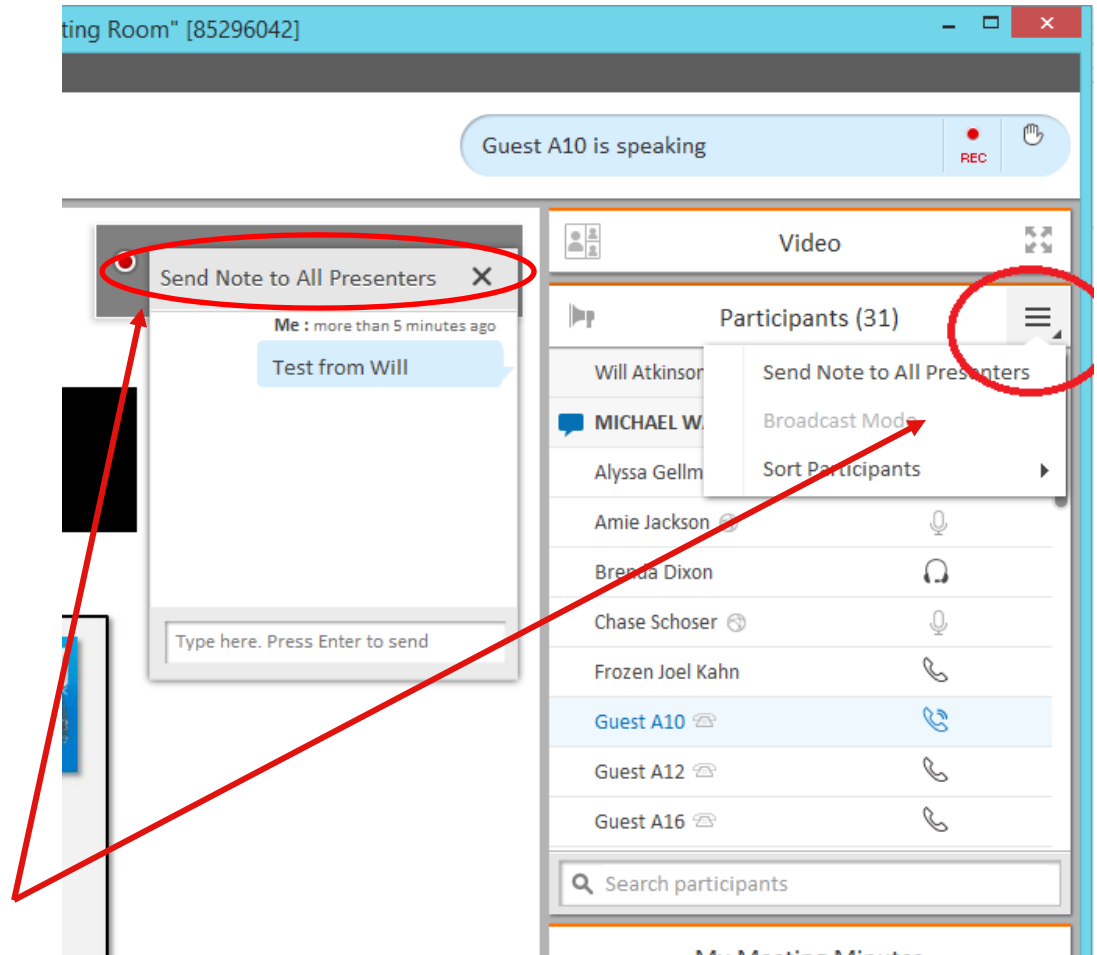 ting Room" [85296042]
Guest A10 is speaking
REC
Send Note to All Presenters
Me : more than 5 minutes ago
Test from Will
Type here. Press Enter to send
Video
Participants (31)
Send Note to All Presenters
Broadcast Mode
Sort Participants
Will Atkinson
MICHAEL W
Alyssa Gellm
Amie Jackson
Brenda Dixon
Chase Schoser
Frozen Joel Kahn
Guest A10
Guest A12
Guest A16
Search participants
My Meeting Minutes